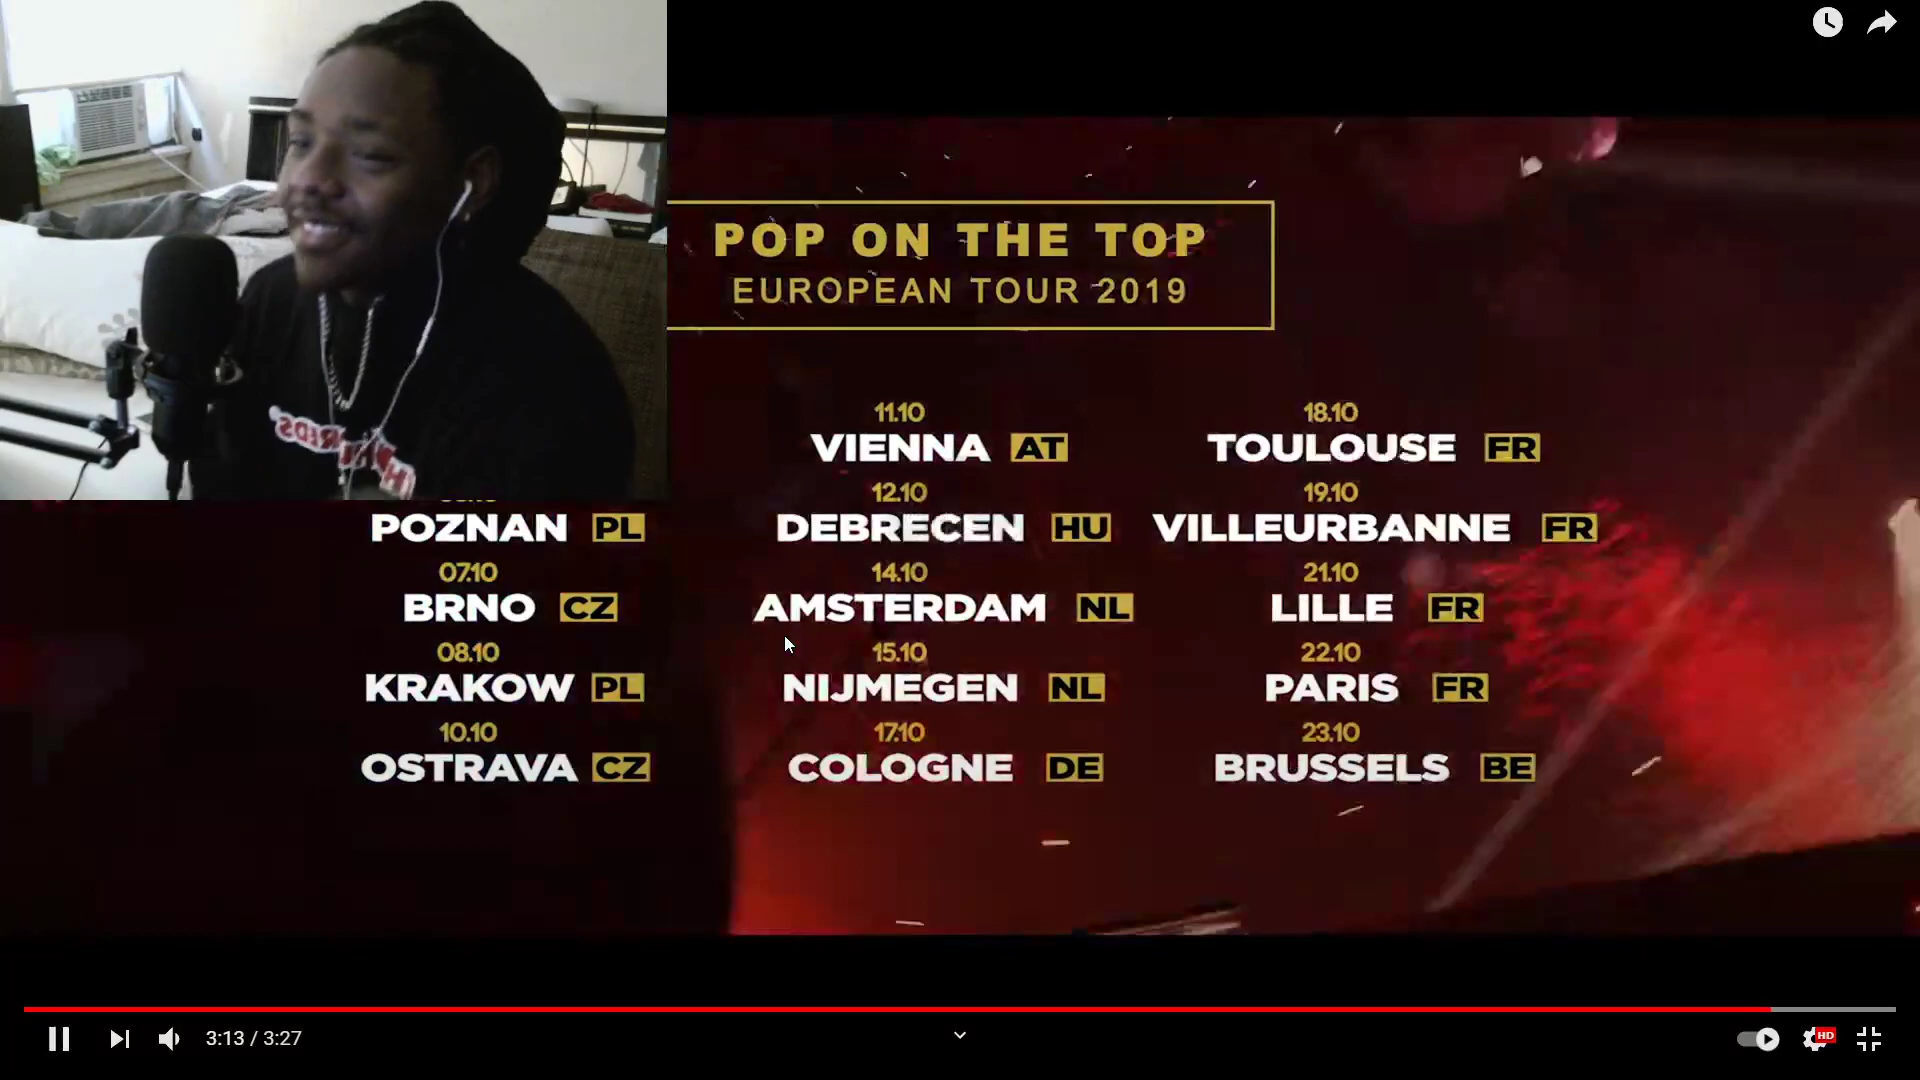 POP ON THE TOP
EUROPEAN TOUR 2019
POZNAN PL
07.10
BRNO CZ
08.10
KRAKOW PL
10.10
OSTRAVA CZ
11.10
VIENNA AT
12.10
DEBRECEN HU
14.10
AMSTERDAM NL
15.10
NIJMEGEN NL
17.10
COLOGNE DE
18.10
TOULOUSE FR
19.10
VILLEURBANNE FR
21.10
LILLE FR
22.10
PARIS FR
23.10
BRUSSELS BE
3:13 / 3:27
HD